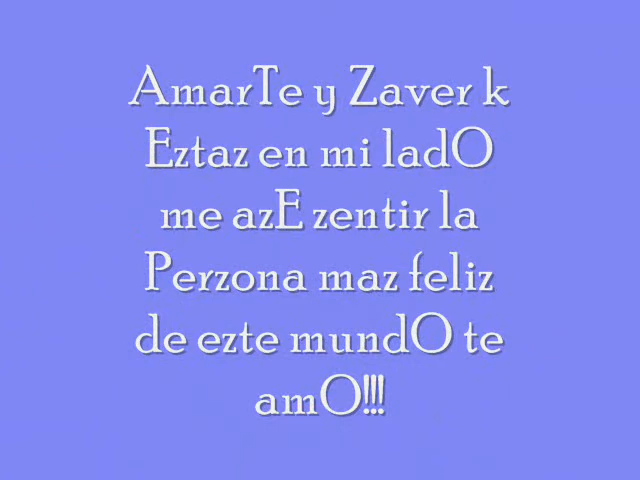 AmarTe y Zaver k
Eztaz en mi ladO
me azE zentir la
Perzona maz feliz
de ezte mundO te
amO!!!